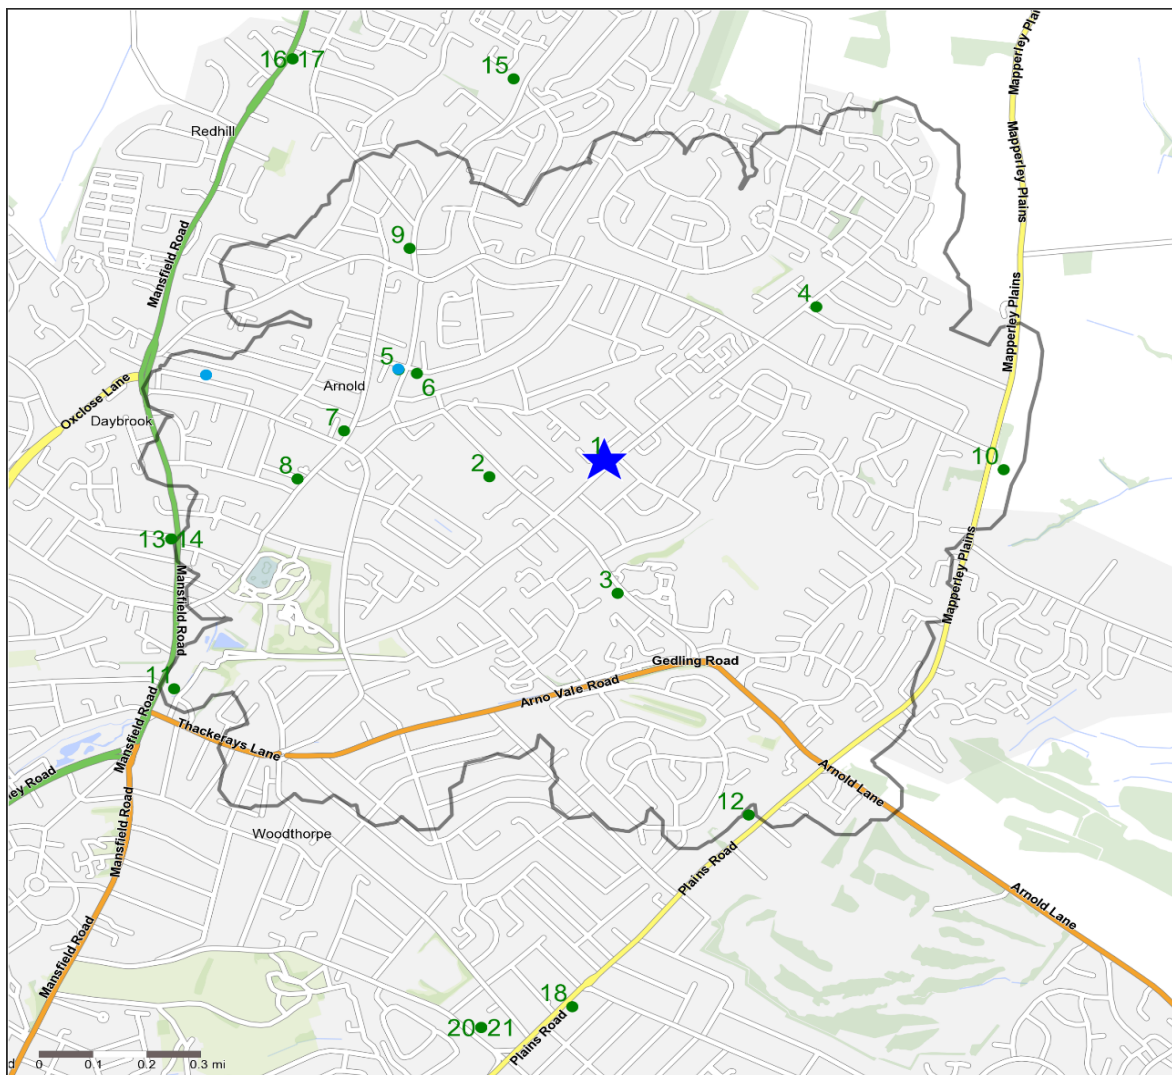 Mapperley Plai
16 17
15
Redhill
Mapperley Plains
Mansfield Road
9
4
Mapperley Plains
5
Arnold
6
Oxclose Lane
Daybrook
7
1
8
2
10
13 14
Mansfield Road
Mapperley Plains
3
Gedling Road
11
Arno Vale Road
Mansfield Road
Thackerays Lane
ey Road
Arnold Lane
12
Mansfield Road
Woodthorpe
Plains Road
Arnold Lane
Mansfield Road
18
20 21
Plains Road
d 0 0.1 0.2 0.3 mi